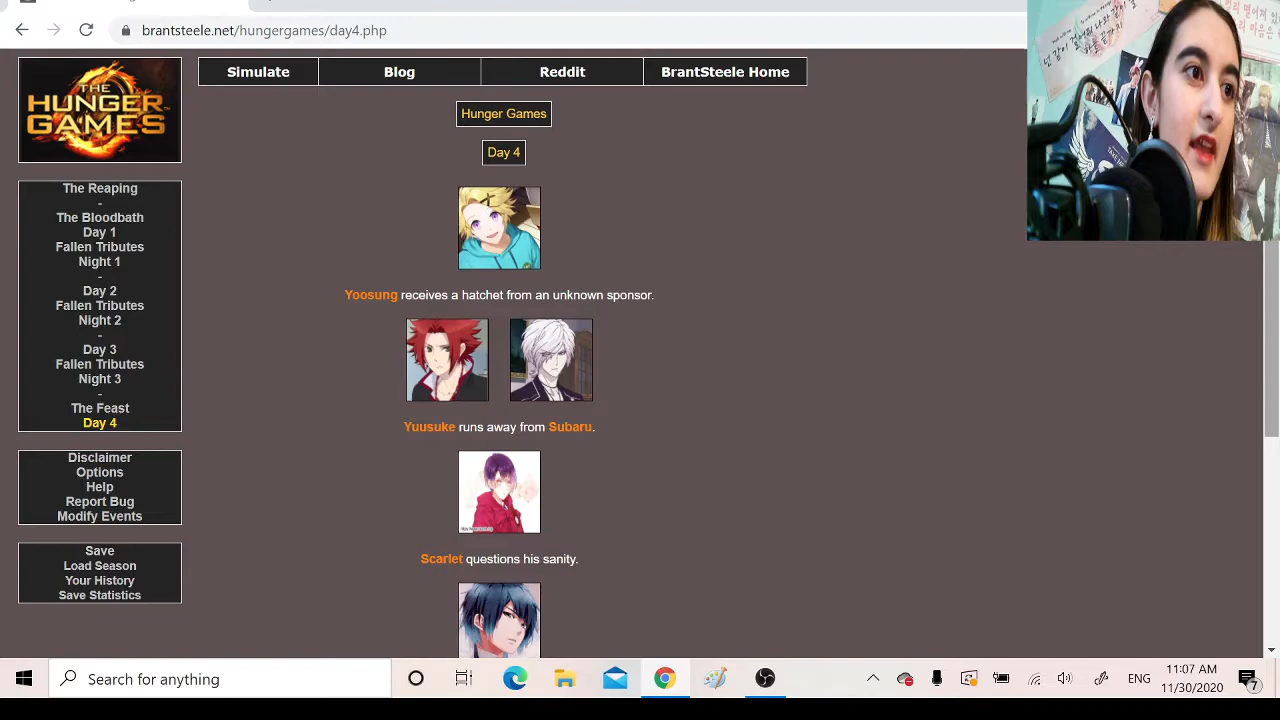 brantsteele.net/hungergames/day4.php
THE
HUNGER
GAMES
Simulate
Blog
Reddit
BrantSteele Home
The Reaping
-
The Bloodbath
Day 1
Fallen Tributes
Night 1
-
Day 2
Fallen Tributes
Night 2
-
Day 3
Fallen Tributes
Night 3
-
The Feast
Day 4
Disclaimer
Options
Help
Report Bug
Modify Events
Save
Load Season
Your History
Save Statistics
Hunger Games
Day 4
Yoosung receives a hatchet from an unknown sponsor.
Yuusuke runs away from Subaru.
Scarlet questions his sanity.
Search for anything
ENG
11:07 AM
11/30/2020
7